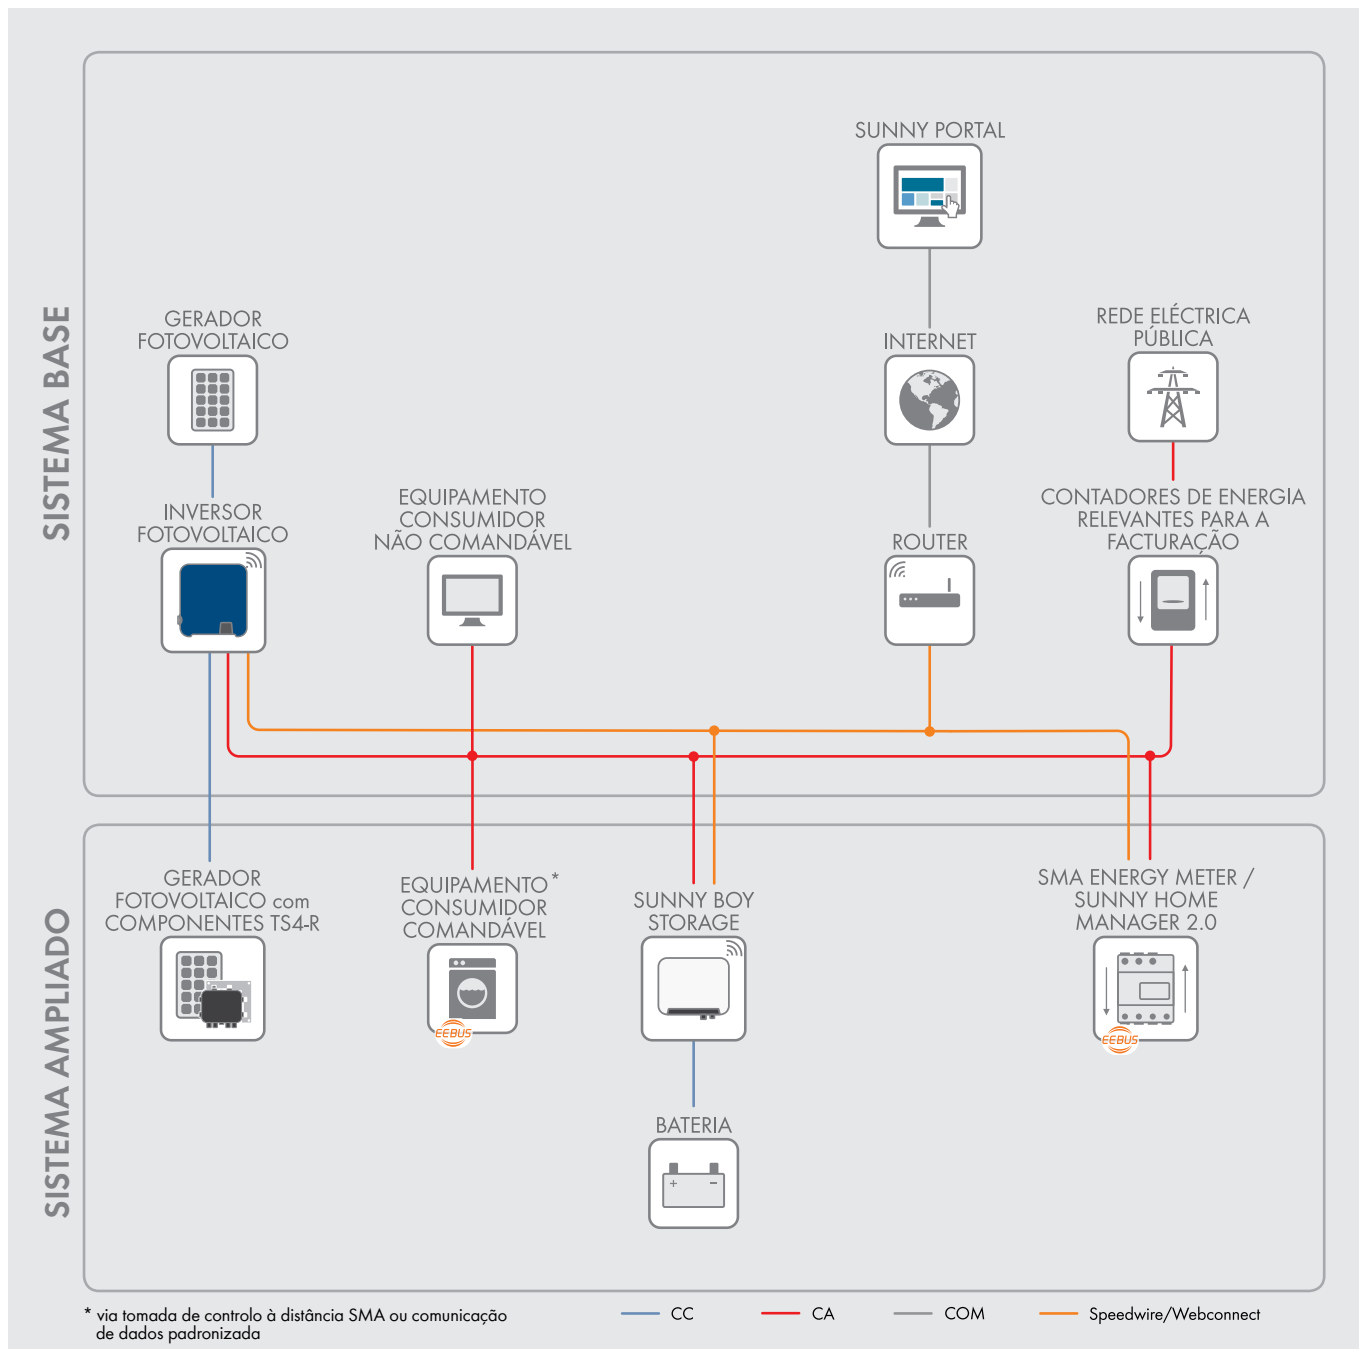 SISTEMA BASE
SUNNY PORTAL
GERADOR
FOTOVOLTAICO
INTERNET
REDE ELÉCTRICA
PÚBLICA
INVERSOR
FOTOVOLTAICO
EQUIPAMENTO
CONSUMIDOR
NÃO COMANDÁVEL
ROUTER
CONTADORES DE ENERGIA
RELEVANTES PARA A
FACTURAÇÃO
SISTEMA AMPLIADO
GERADOR
FOTOVOLTAICO com
COMPONENTES TS4-R
EQUIPAMENTO*
CONSUMIDOR
COMANDÁVEL
EEBUS
SUNNY BOY
STORAGE
SMA ENERGY METER /
SUNNY HOME
MANAGER 2.0
EEBUS
BATERIA
+ −
* via tomada de controlo à distância SMA ou comunicação
de dados padronizada
CC
CA
COM
Speedwire/Webconnect